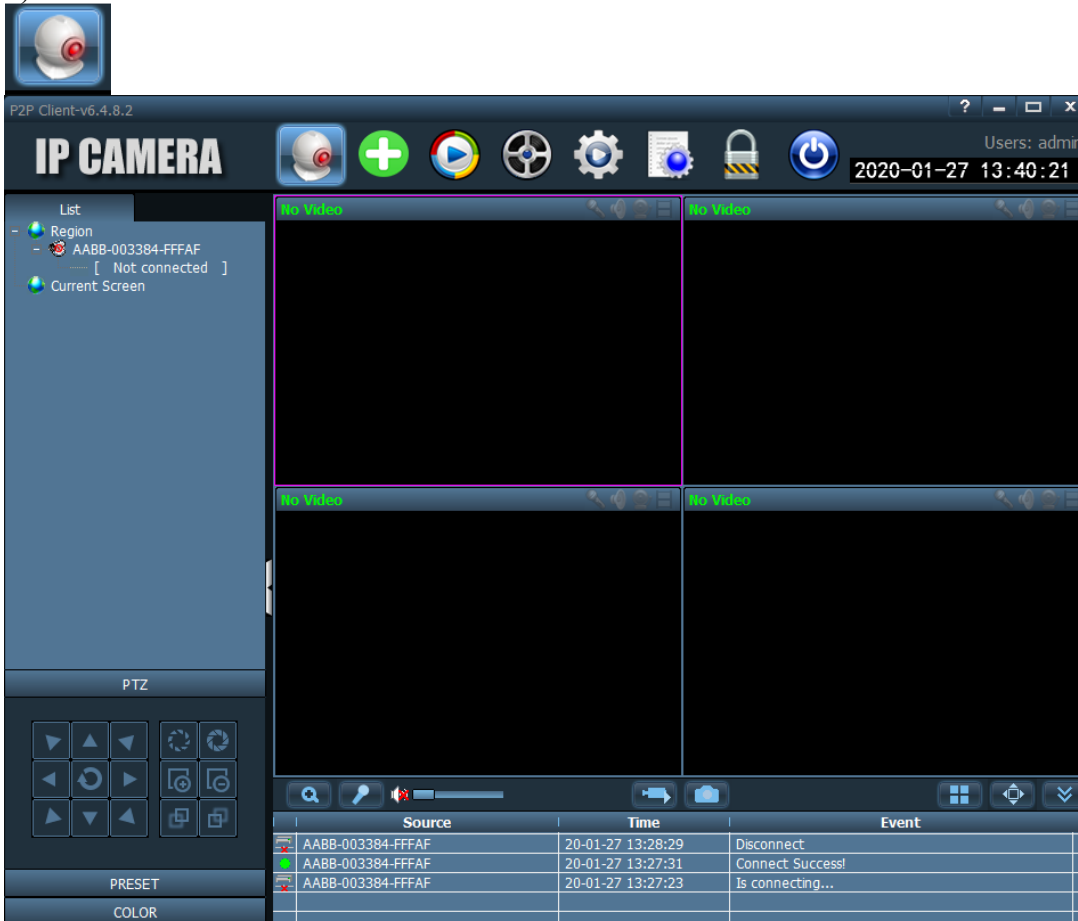 P2P Client-v6.4.8.2
?
x
IP CAMERA
Users: admin
2020-01-27 13:40:21
List
No Video
No Video
Region
AABB-003384-FFFAF
[ Not connected ]
Current Screen
No Video
No Video
PTZ
Source Time Event
AABB-003384-FFFAF 20-01-27 13:28:29 Disconnect
AABB-003384-FFFAF 20-01-27 13:27:31 Connect Success!
AABB-003384-FFFAF 20-01-27 13:27:23 Is connecting...
PRESET
COLOR